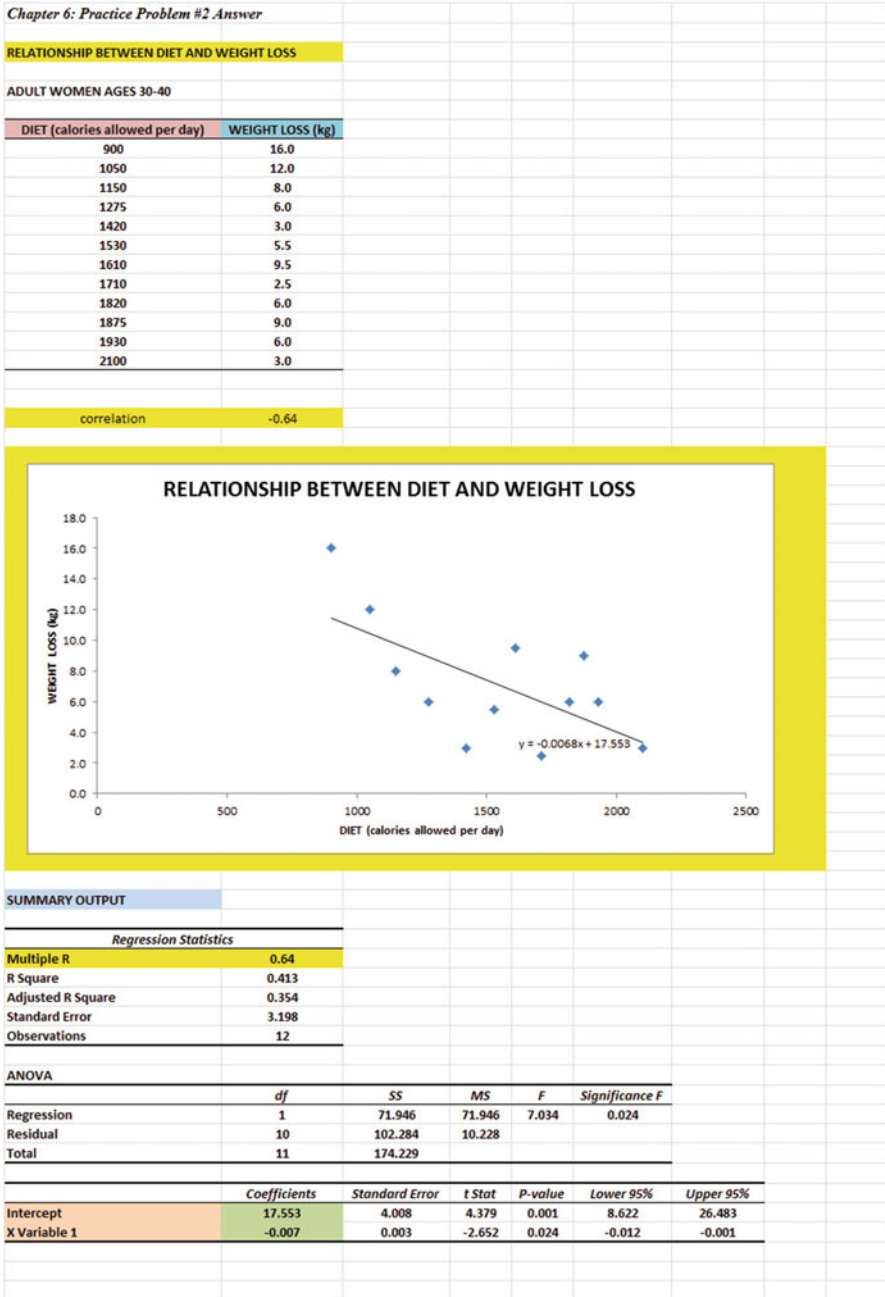 Chapter 6: Practice Problem #2 Answer
RELATIONSHIP BETWEEN DIET AND WEIGHT LOSS
ADULT WOMEN AGES 30-40
DIET (calories allowed per day) WEIGHT LOSS (kg)
900 16.0
1050 12.0
1150 8.0
1275 6.0
1420 3.0
1530 5.5
1610 9.5
1710 2.5
1820 6.0
1875 9.0
1930 6.0
2100 3.0
correlation -0.64
RELATIONSHIP BETWEEN DIET AND WEIGHT LOSS
18.0
16.0
14.0
12.0
10.0
8.0
6.0
4.0
2.0
0.0
WEIGHT LOSS (kg)
y = -0.0068x + 17.553
0 500 1000 1500 2000 2500
DIET (calories allowed per day)
SUMMARY OUTPUT
Regression Statistics
Multiple R 0.64
R Square 0.413
Adjusted R Square 0.354
Standard Error 3.198
Observations 12
ANOVA
df SS MS F Significance F
Regression 1 71.946 71.946 7.034 0.024
Residual 10 102.284 10.228
Total 11 174.229
Coefficients Standard Error t Stat P-value Lower 95% Upper 95%
Intercept 17.553 4.008 4.379 0.001 8.622 26.483
X Variable 1 -0.007 0.003 -2.652 0.024 -0.012 -0.001